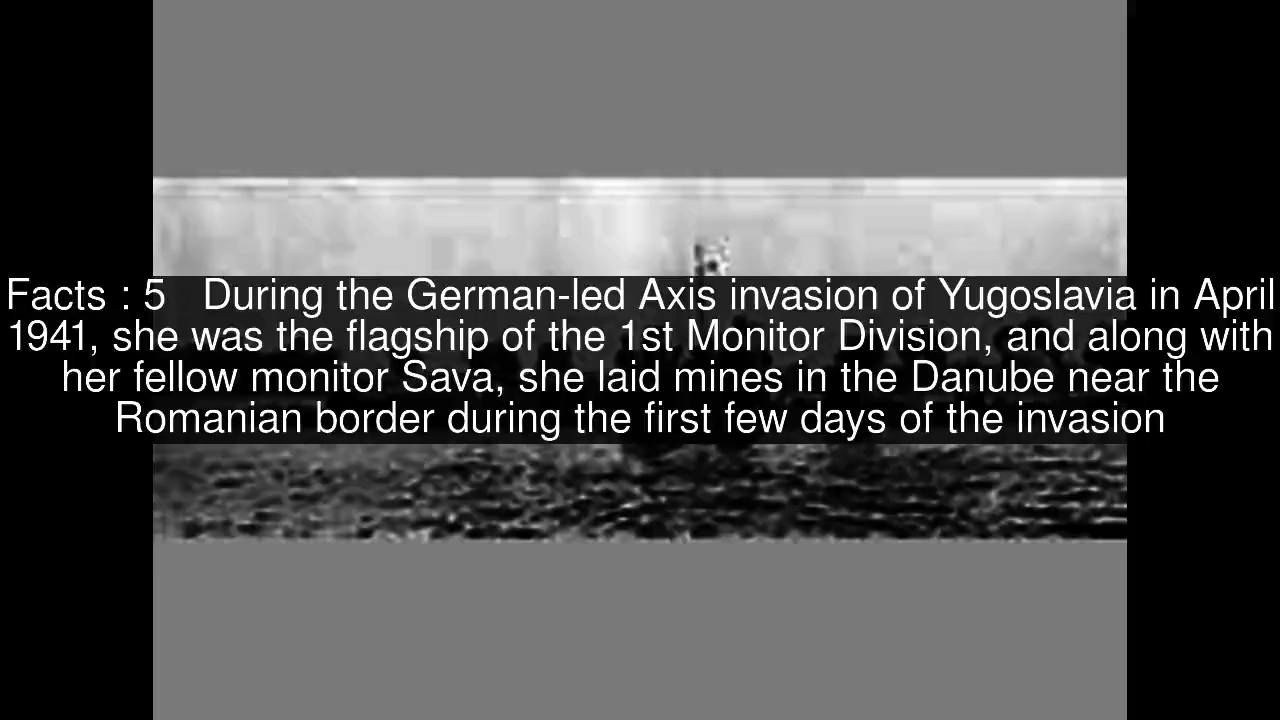 Facts : 5 During the German-led Axis invasion of Yugoslavia in April
1941, she was the flagship of the 1st Monitor Division, and along with
her fellow monitor Sava, she laid mines in the Danube near the
Romanian border during the first few days of the invasion